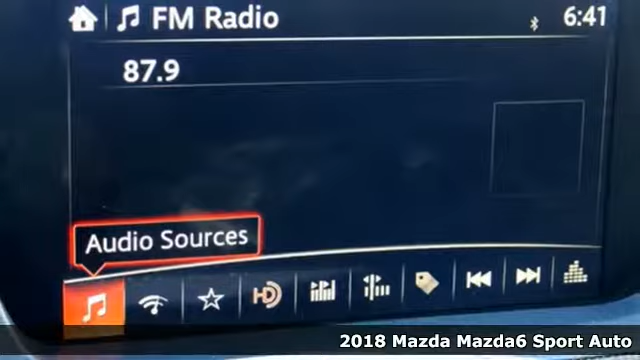 FM Radio 6:41
87.9
Audio Sources
HD
2018 Mazda Mazda6 Sport Auto